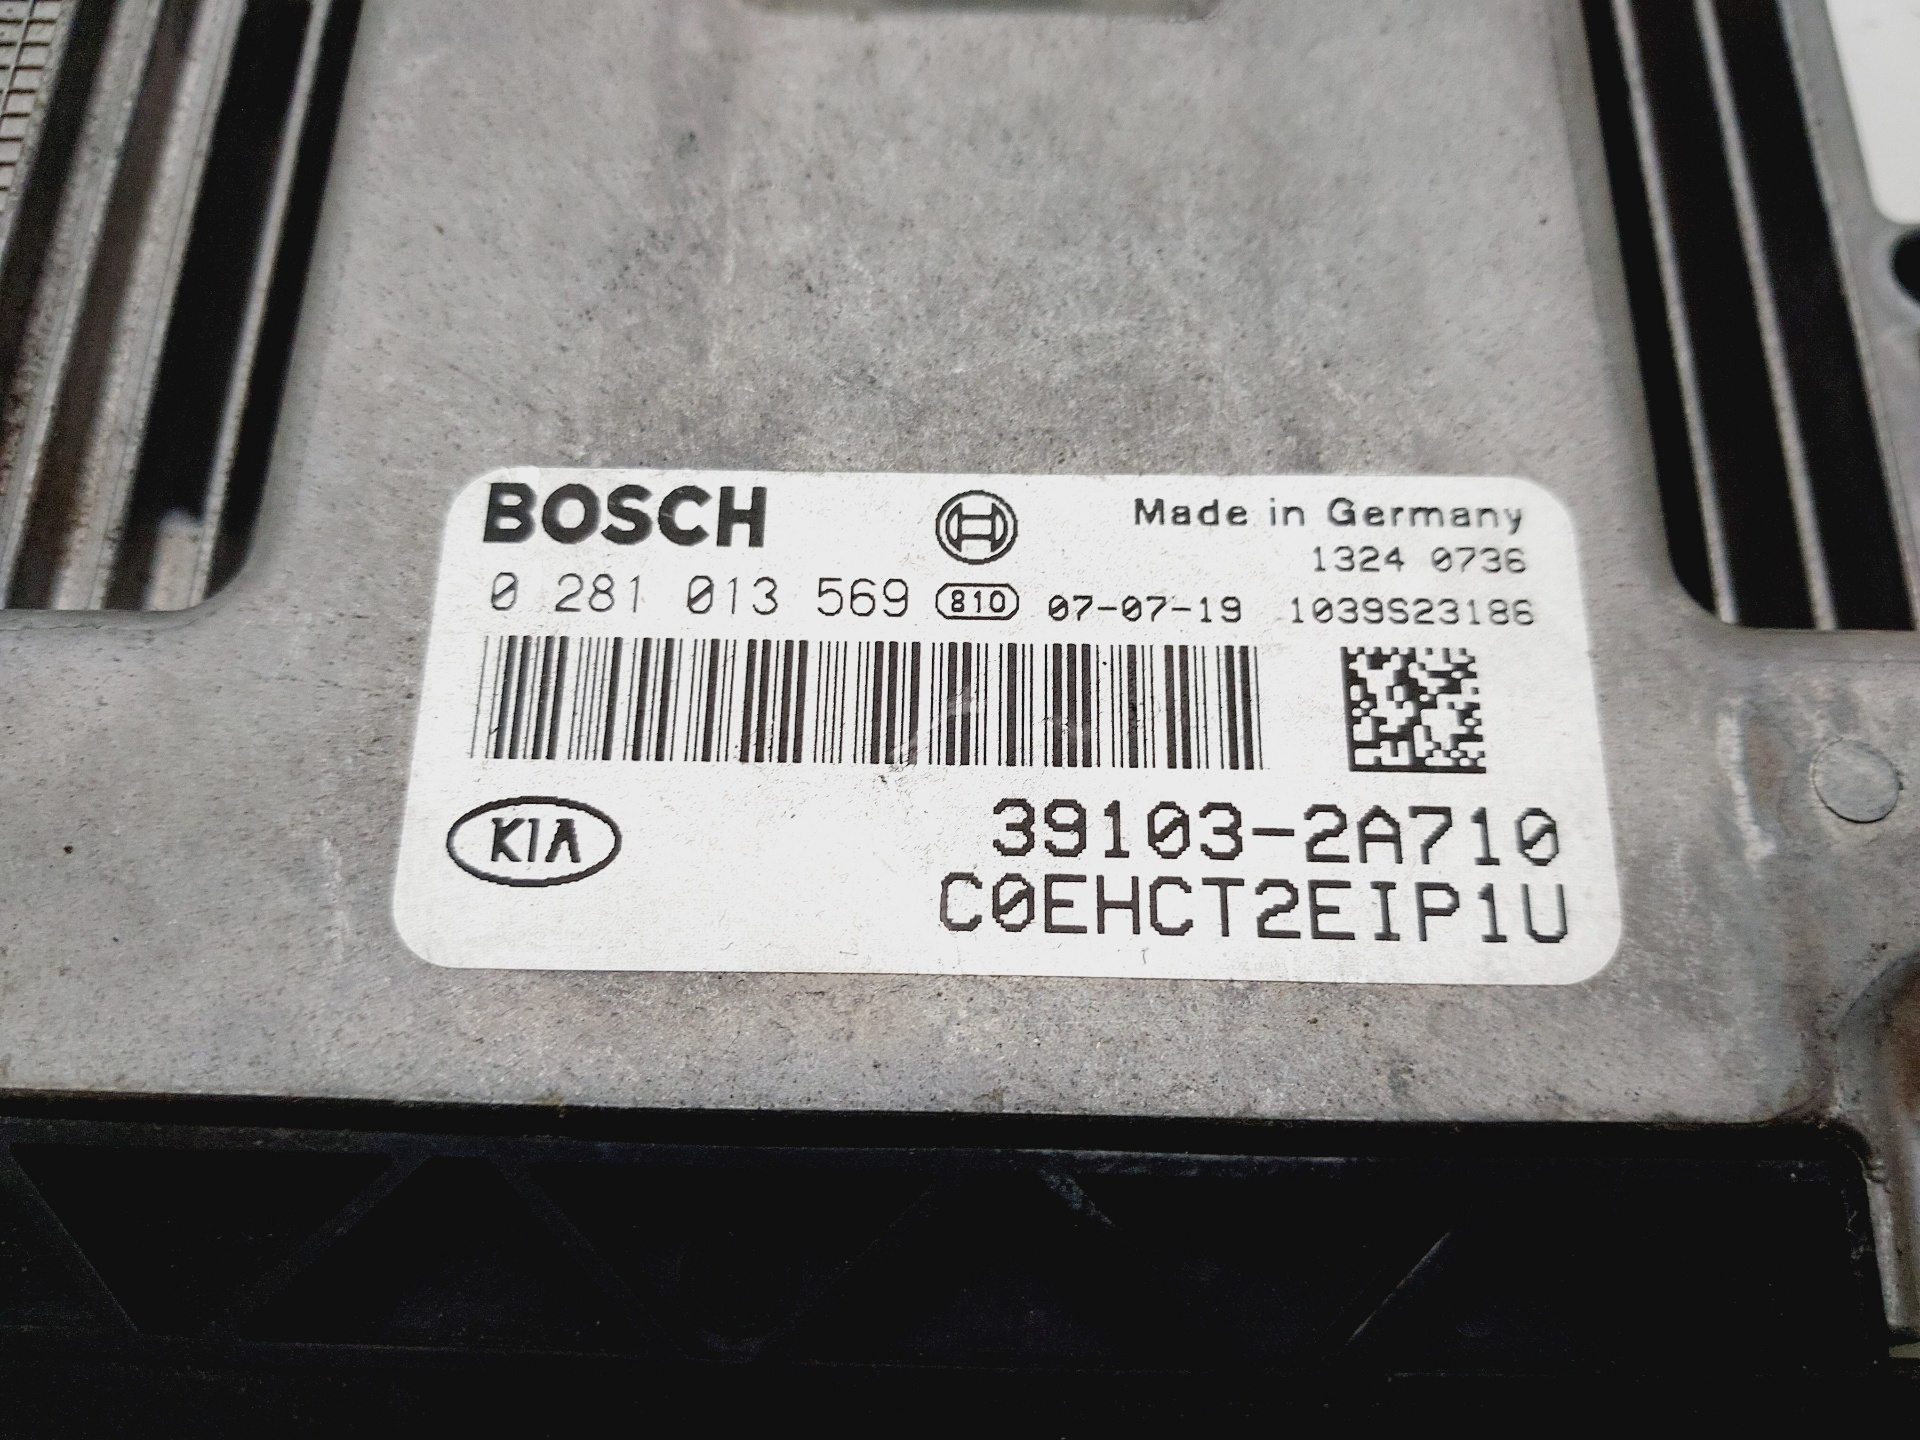 BOSCH
Made in Germany
1324 0736
0 281 013 569 810 07-07-19 1039S23186
KIA
39103-2A710
C0EHCT2EIP1U